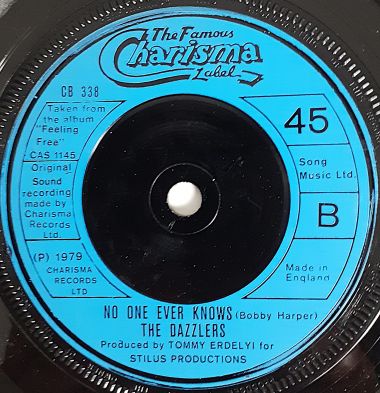 The Famous
Charisma
Label
CB 338
Taken from
the album
"Feeling
Free"
CAS 1145
Original
Sound
recording
made by
Charisma
Records
Ltd.
(P) 1979
CHARISMA
RECORDS
LTD
45
Song
Music Ltd.
B
Made in
England
NO ONE EVER KNOWS (Bobby Harper)
THE DAZZLERS
Produced by TOMMY ERDELYI for
STILUS PRODUCTIONS